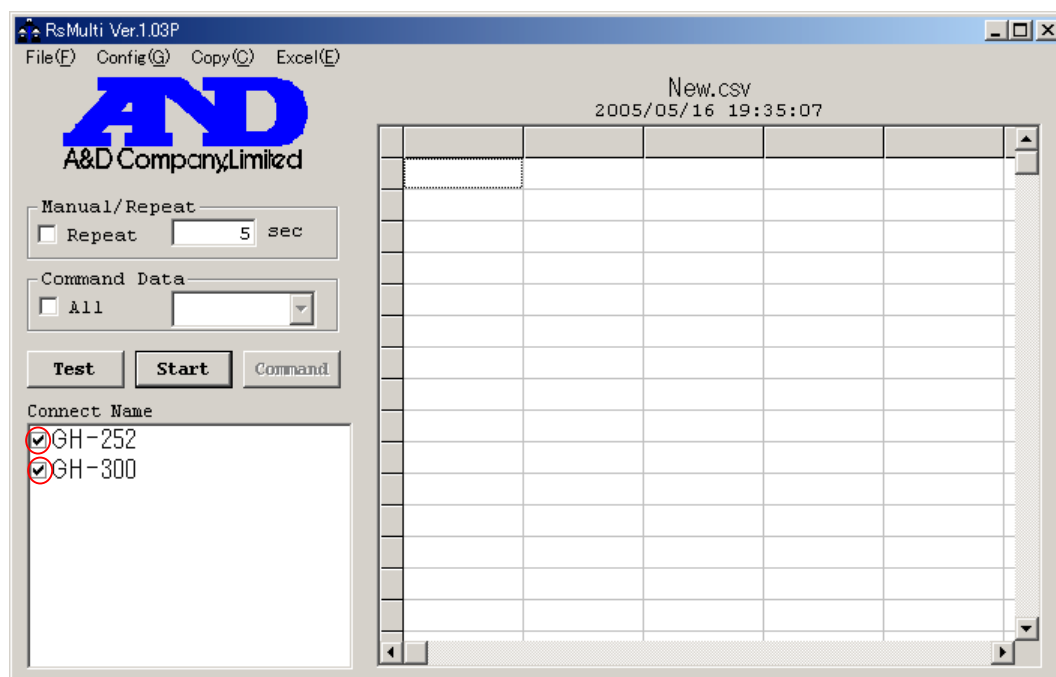 RsMulti Ver.1.03P
File(F) Config(G) Copy(C) Excel(E)
AND
A&D Company,Limited
New.csv
2005/05/16 19:35:07
Manual/Repeat
Repeat 5 sec
Command Data
All
Test Start Command
Connect Name
GH-252
GH-300